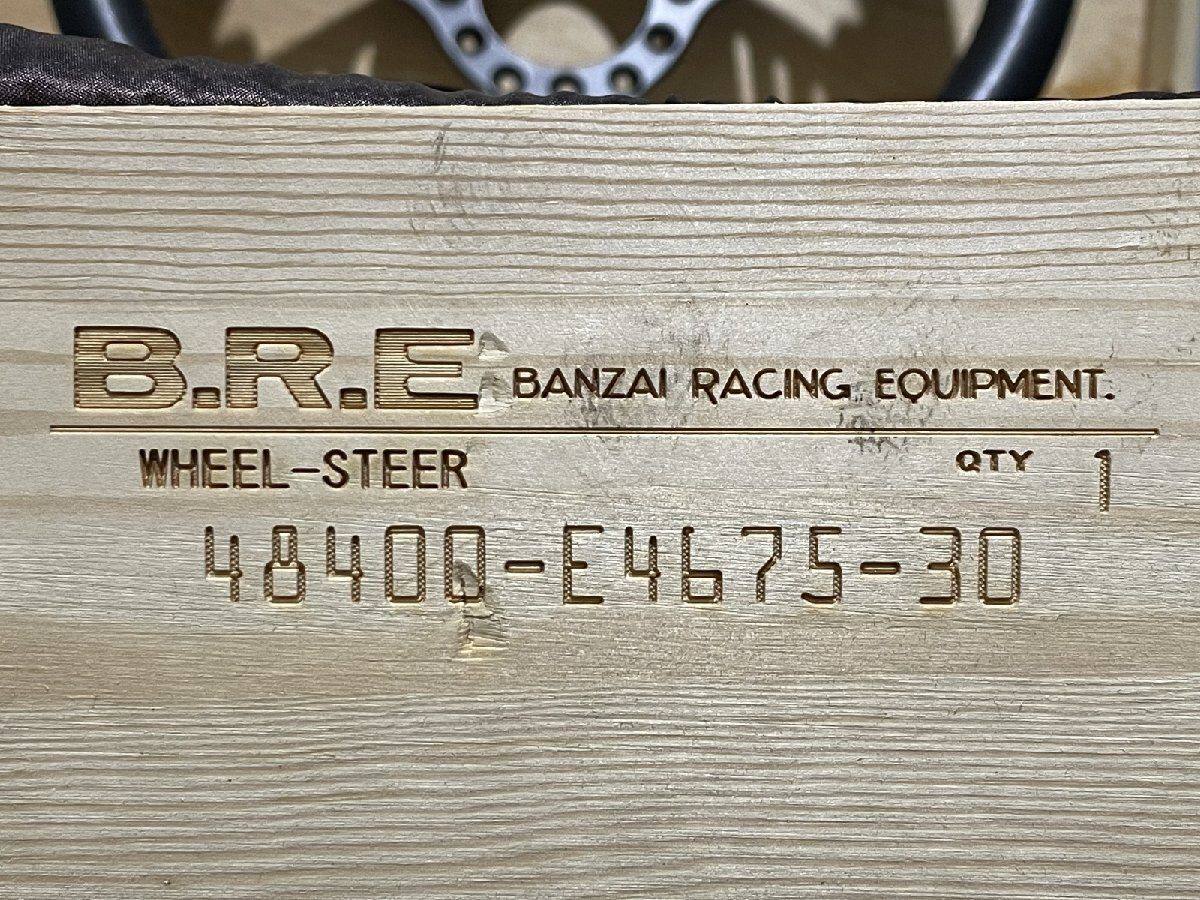 B.R.E BANZAI RACING EQUIPMENT.
WHEEL-STEER QTY 1
48400-E4675-30